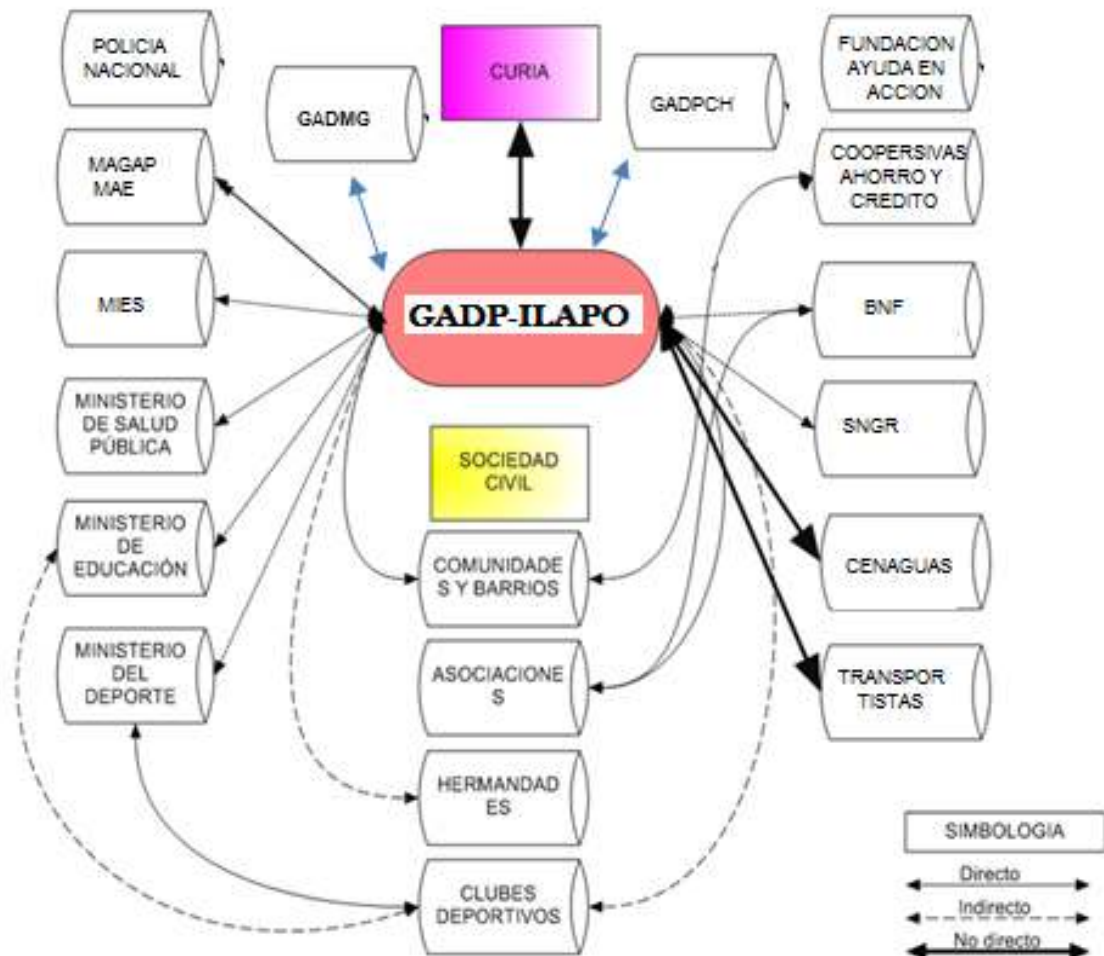 POLICIA
NACIONAL
CURIA
FUNDACION
AYUDA EN
ACCION
GADMG
GADPCH
MAGAP
MAE
COOPERSIVAS
AHORRO Y
CREDITO
MIES
GADP-ILAPO
BNF
MINISTERIO
DE SALUD
PÚBLICA
SOCIEDAD
CIVIL
SNGR
MINISTERIO
DE
EDUCACIÓN
COMUNIDADE
S Y BARRIOS
CENAGUAS
MINISTERIO
DEL
DEPORTE
ASOCIACIONE
S
TRANSPOR
TISTAS
HERMANDAD
ES
CLUBES
DEPORTIVOS
SIMBOLOGIA
Directo
Indirecto
No directo